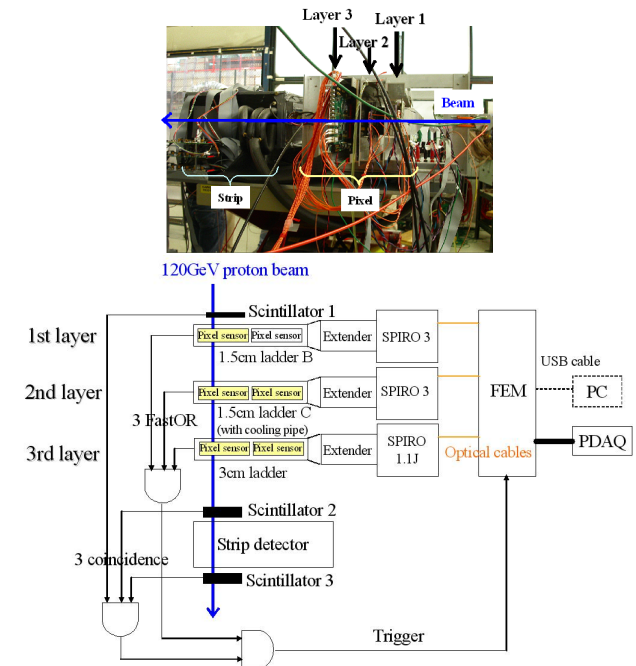 Layer 3
Layer 1
Layer 2
Beam
Strip
Pixel
120GeV proton beam
Scintillator 1
1st layer
Pixel sensor
Pixel sensor
Extender
SPIRO 3
1.5cm ladder B
USB cable
2nd layer
Pixel sensor
Pixel sensor
Extender
SPIRO 3
FEM
PC
1.5cm ladder C
3 FastOR
(with cooling pipe)
3rd layer
Pixel sensor
Pixel sensor
Extender
SPIRO
1.1J
Optical cables
PDAQ
3cm ladder
Scintillator 2
Strip detector
3 coincidence
Scintillator 3
Trigger